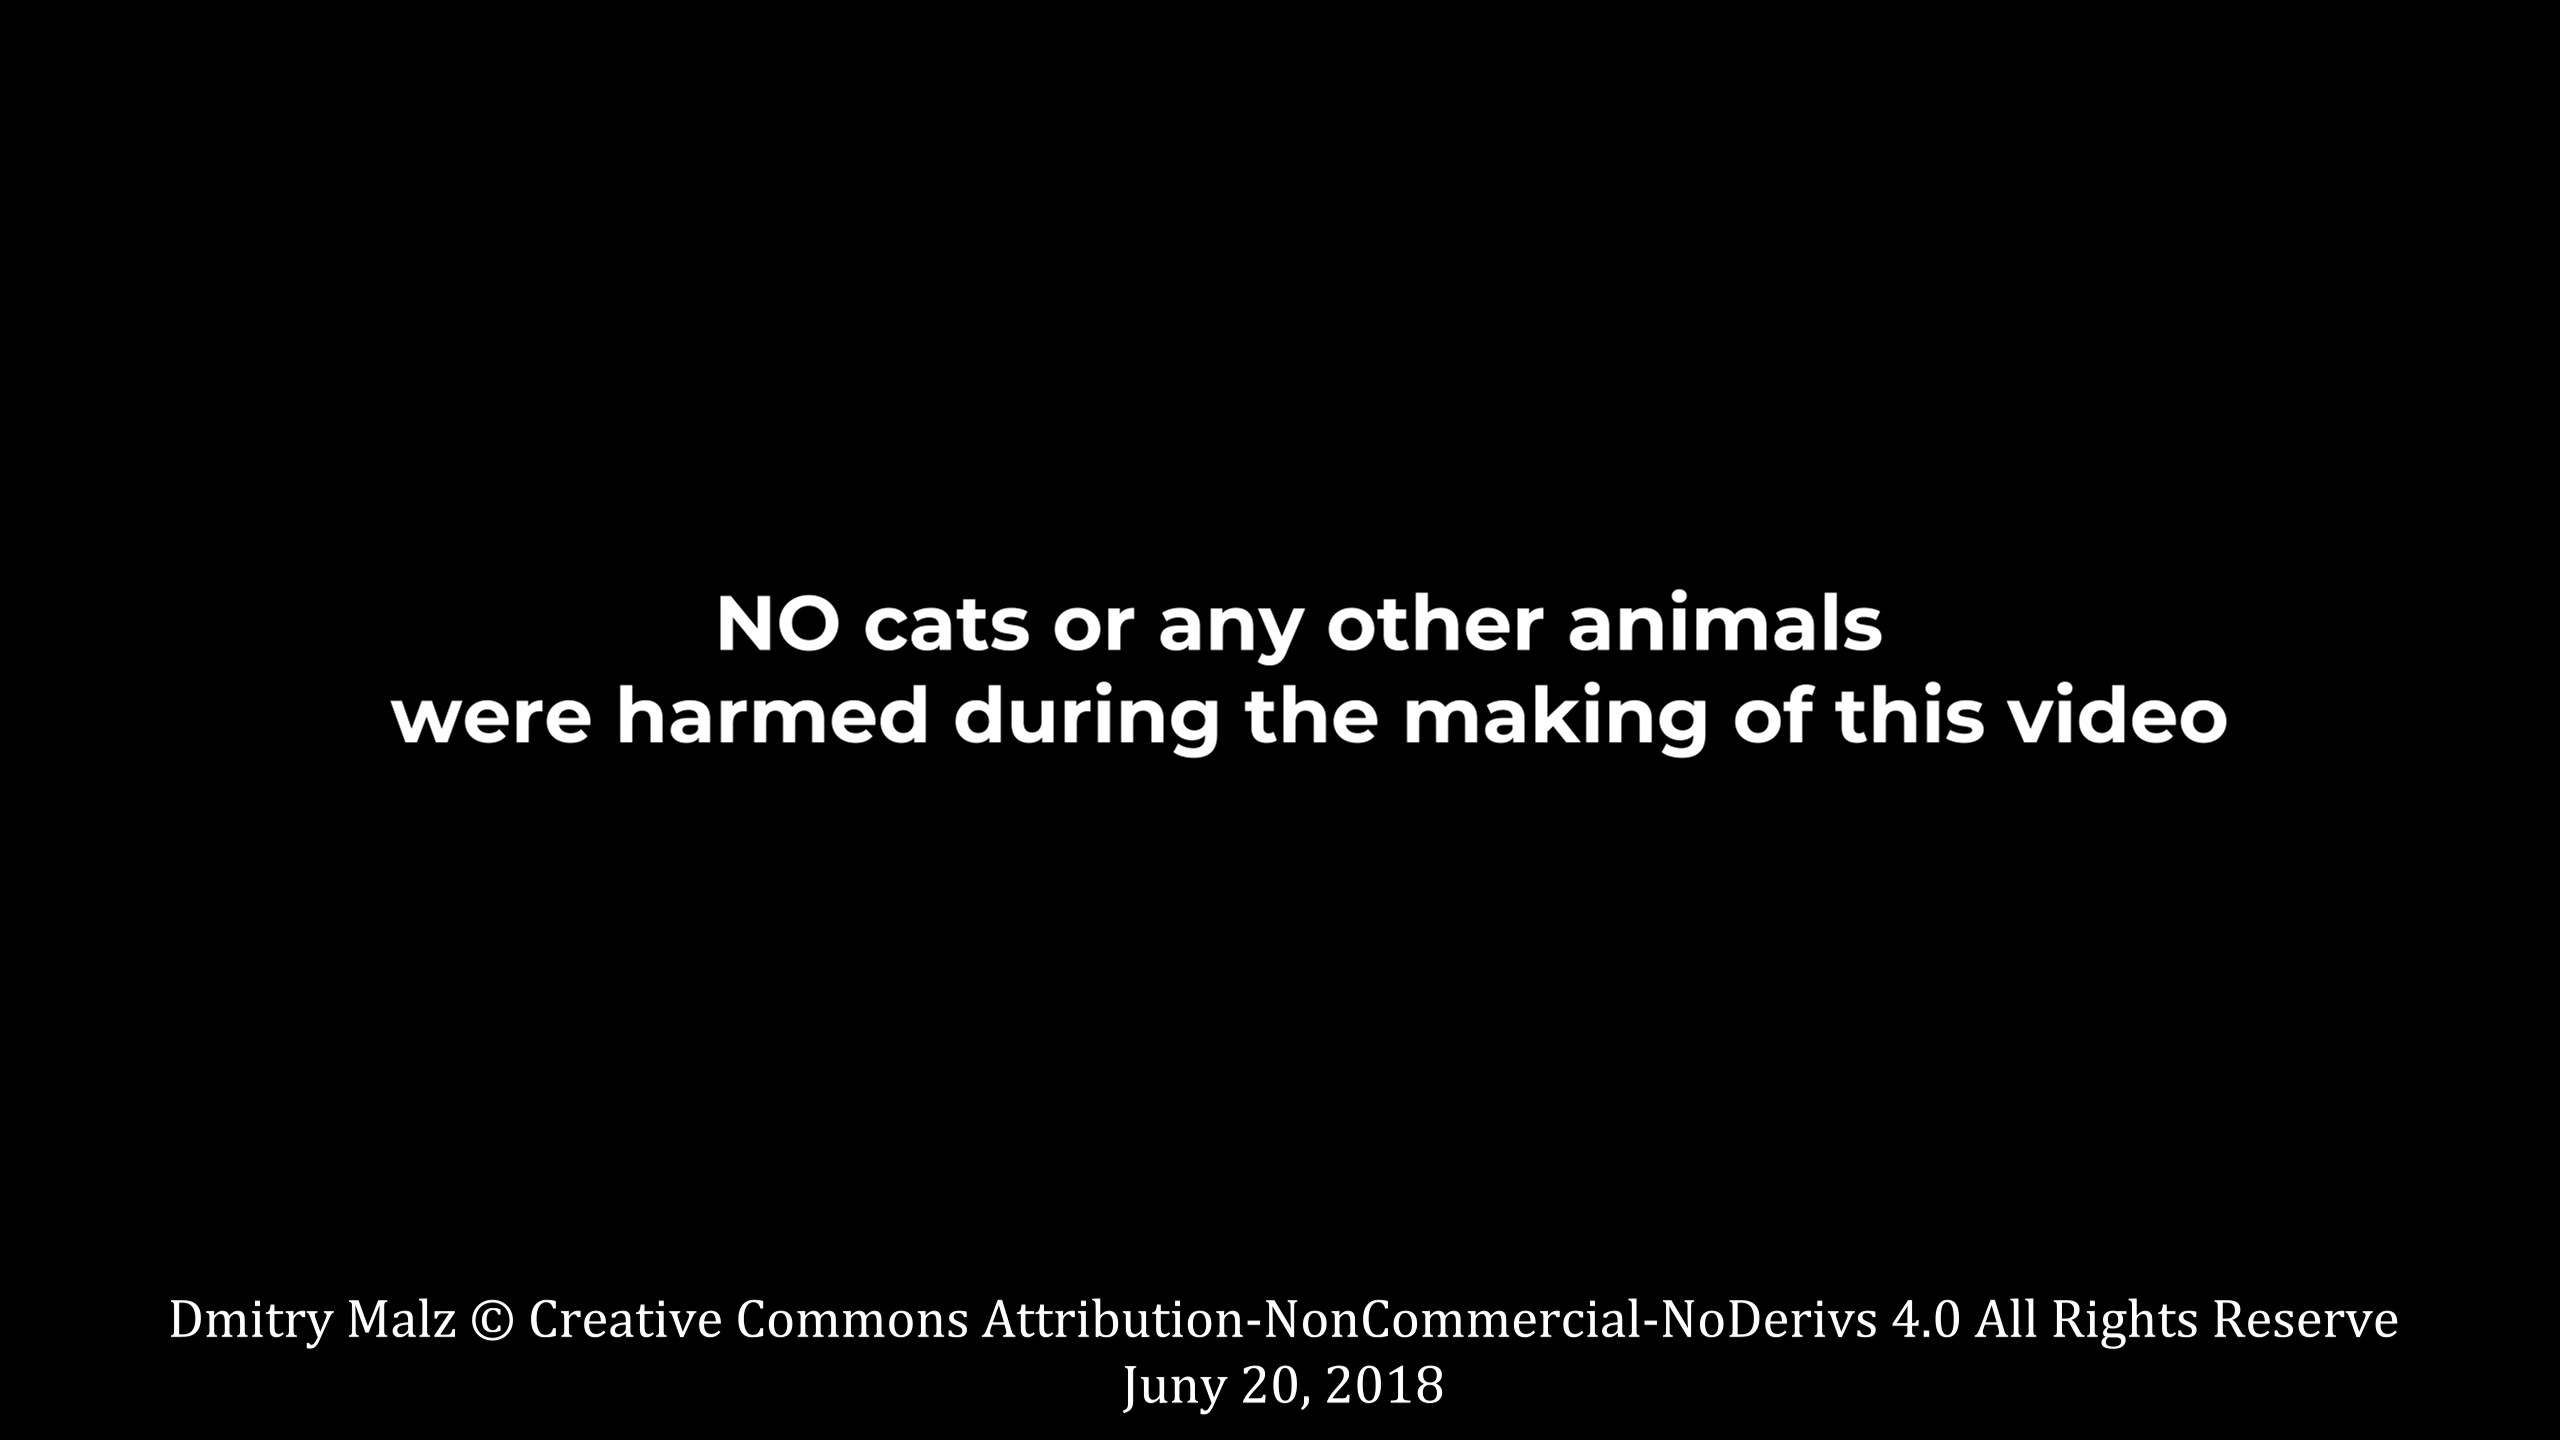 NO cats or any other animals
were harmed during the making of this video
Dmitry Malz © Creative Commons Attribution-NonCommercial-NoDerivs 4.0 All Rights Reserve
Juny 20, 2018